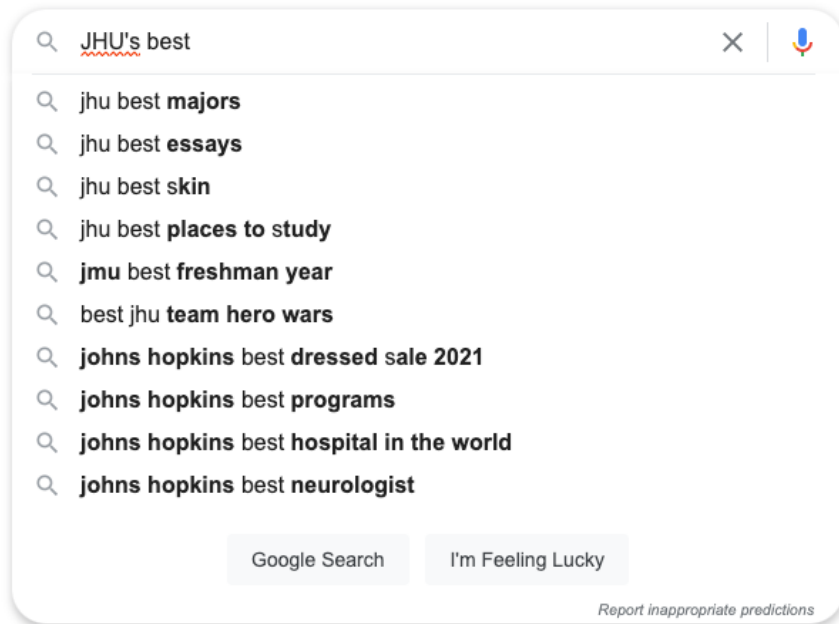 JHU's best
jhu best majors
jhu best essays
jhu best skin
jhu best places to study
jmu best freshman year
best jhu team hero wars
johns hopkins best dressed sale 2021
johns hopkins best programs
johns hopkins best hospital in the world
johns hopkins best neurologist
Google Search I'm Feeling Lucky
Report inappropriate predictions